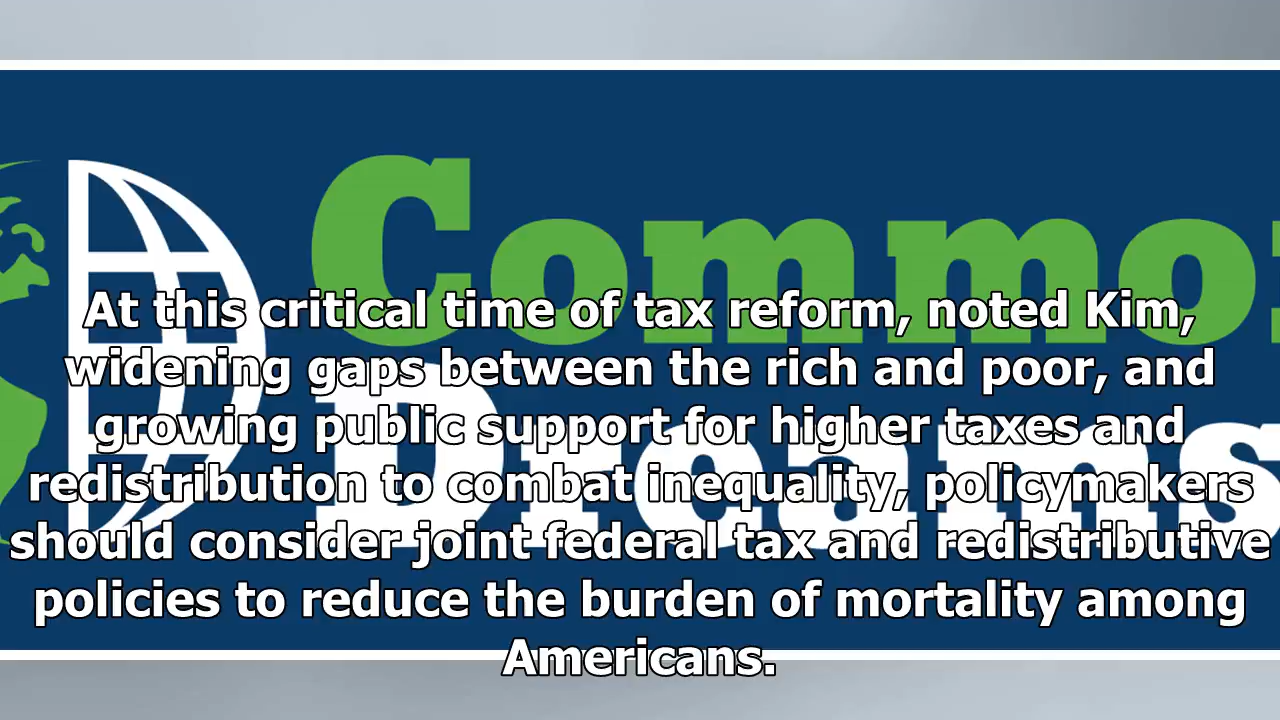 Common
Dreams
At this critical time of tax reform, noted Kim,
widening gaps between the rich and poor, and
growing public support for higher taxes and
redistribution to combat inequality, policymakers
should consider joint federal tax and redistributive
policies to reduce the burden of mortality among
Americans.